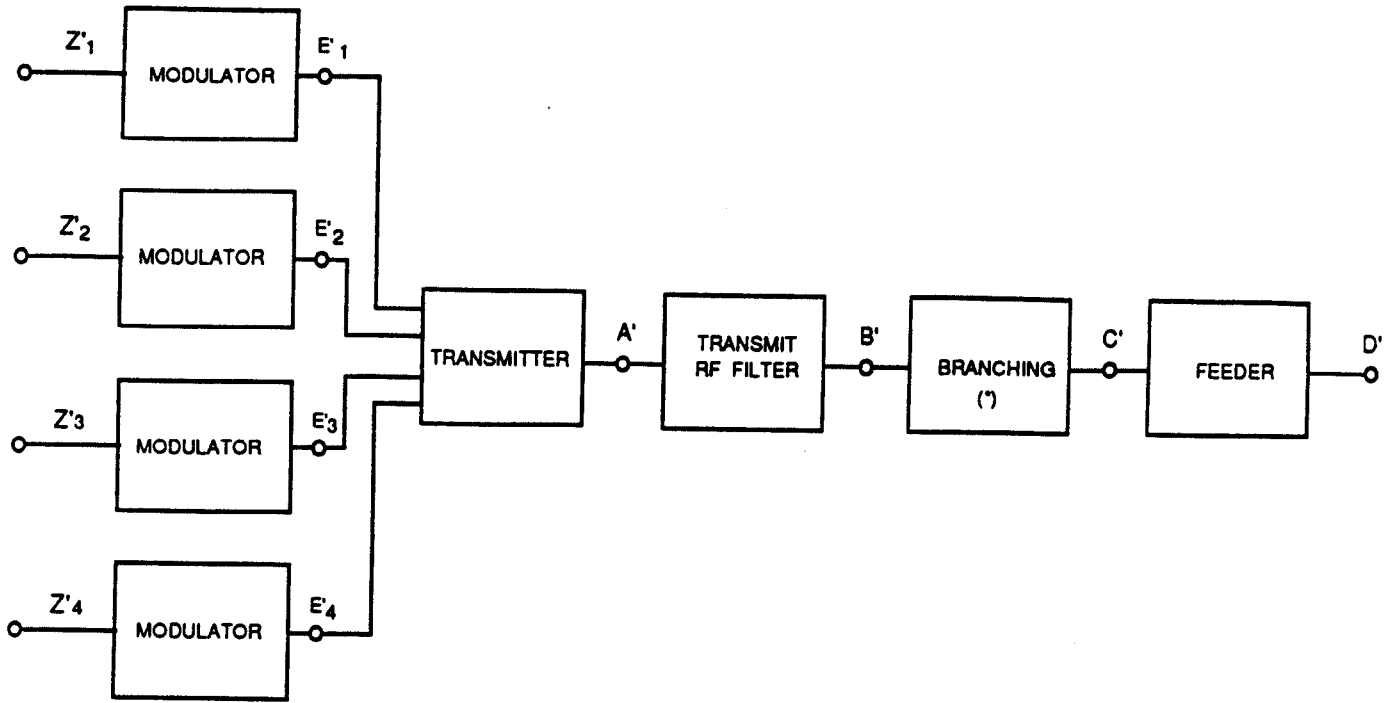 Z'1
MODULATOR
E'1
Z'2
MODULATOR
E'2
Z'3
MODULATOR
E'3
Z'4
MODULATOR
E'4
TRANSMITTER
A'
TRANSMIT
RF FILTER
B'
BRANCHING
(*)
C'
FEEDER
D'